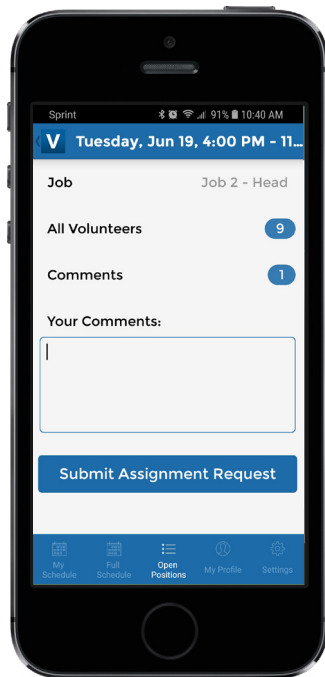 Sprint 91% 10:40 AM
V Tuesday, Jun 19, 4:00 PM - 11...
Job Job 2 - Head
All Volunteers 9
Comments 1
Your Comments:
Submit Assignment Request
My Schedule Full Schedule Open Positions My Profile Settings